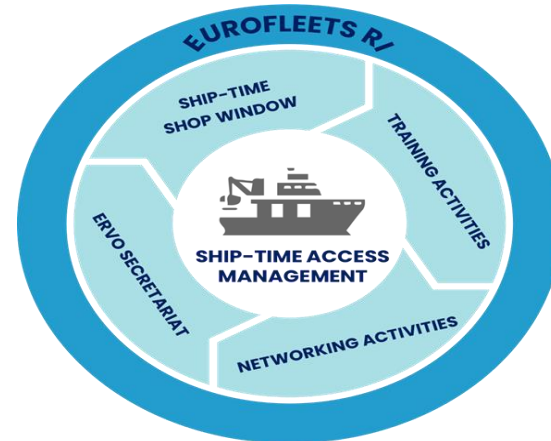 EUROFLEETS RI
SHIP-TIME
SHOP WINDOW
TRAINING ACTIVITIES
NETWORKING ACTIVITIES
ERVO SECRETARIAT
SHIP-TIME ACCESS
MANAGEMENT